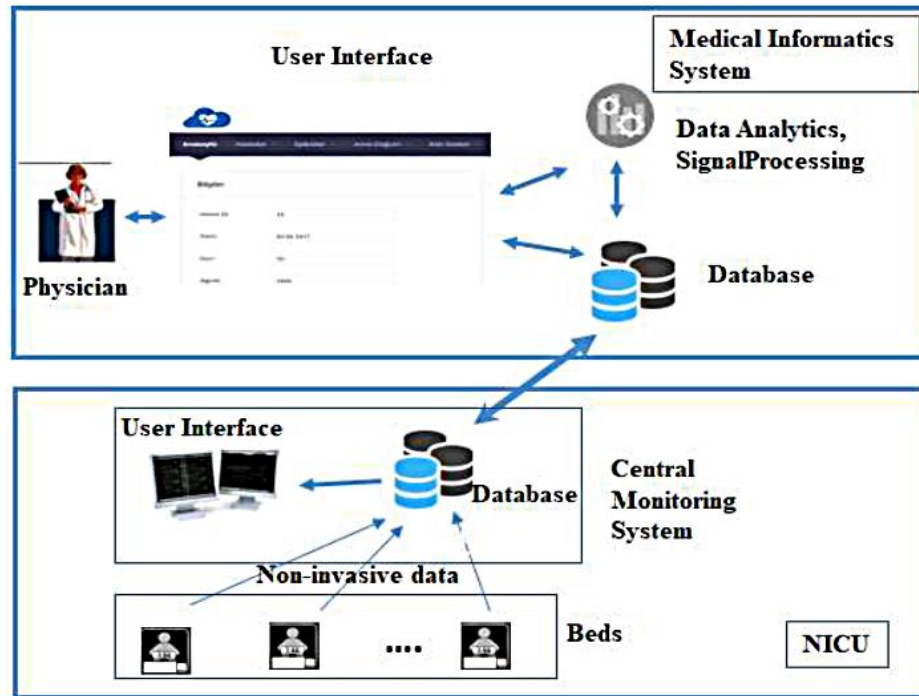 User Interface
Medical Informatics
System
Data Analytics,
SignalProcessing
Bilgiler
Physician
Database
User Interface
Database
Central
Monitoring
System
Non-invasive data
Beds
....
NICU